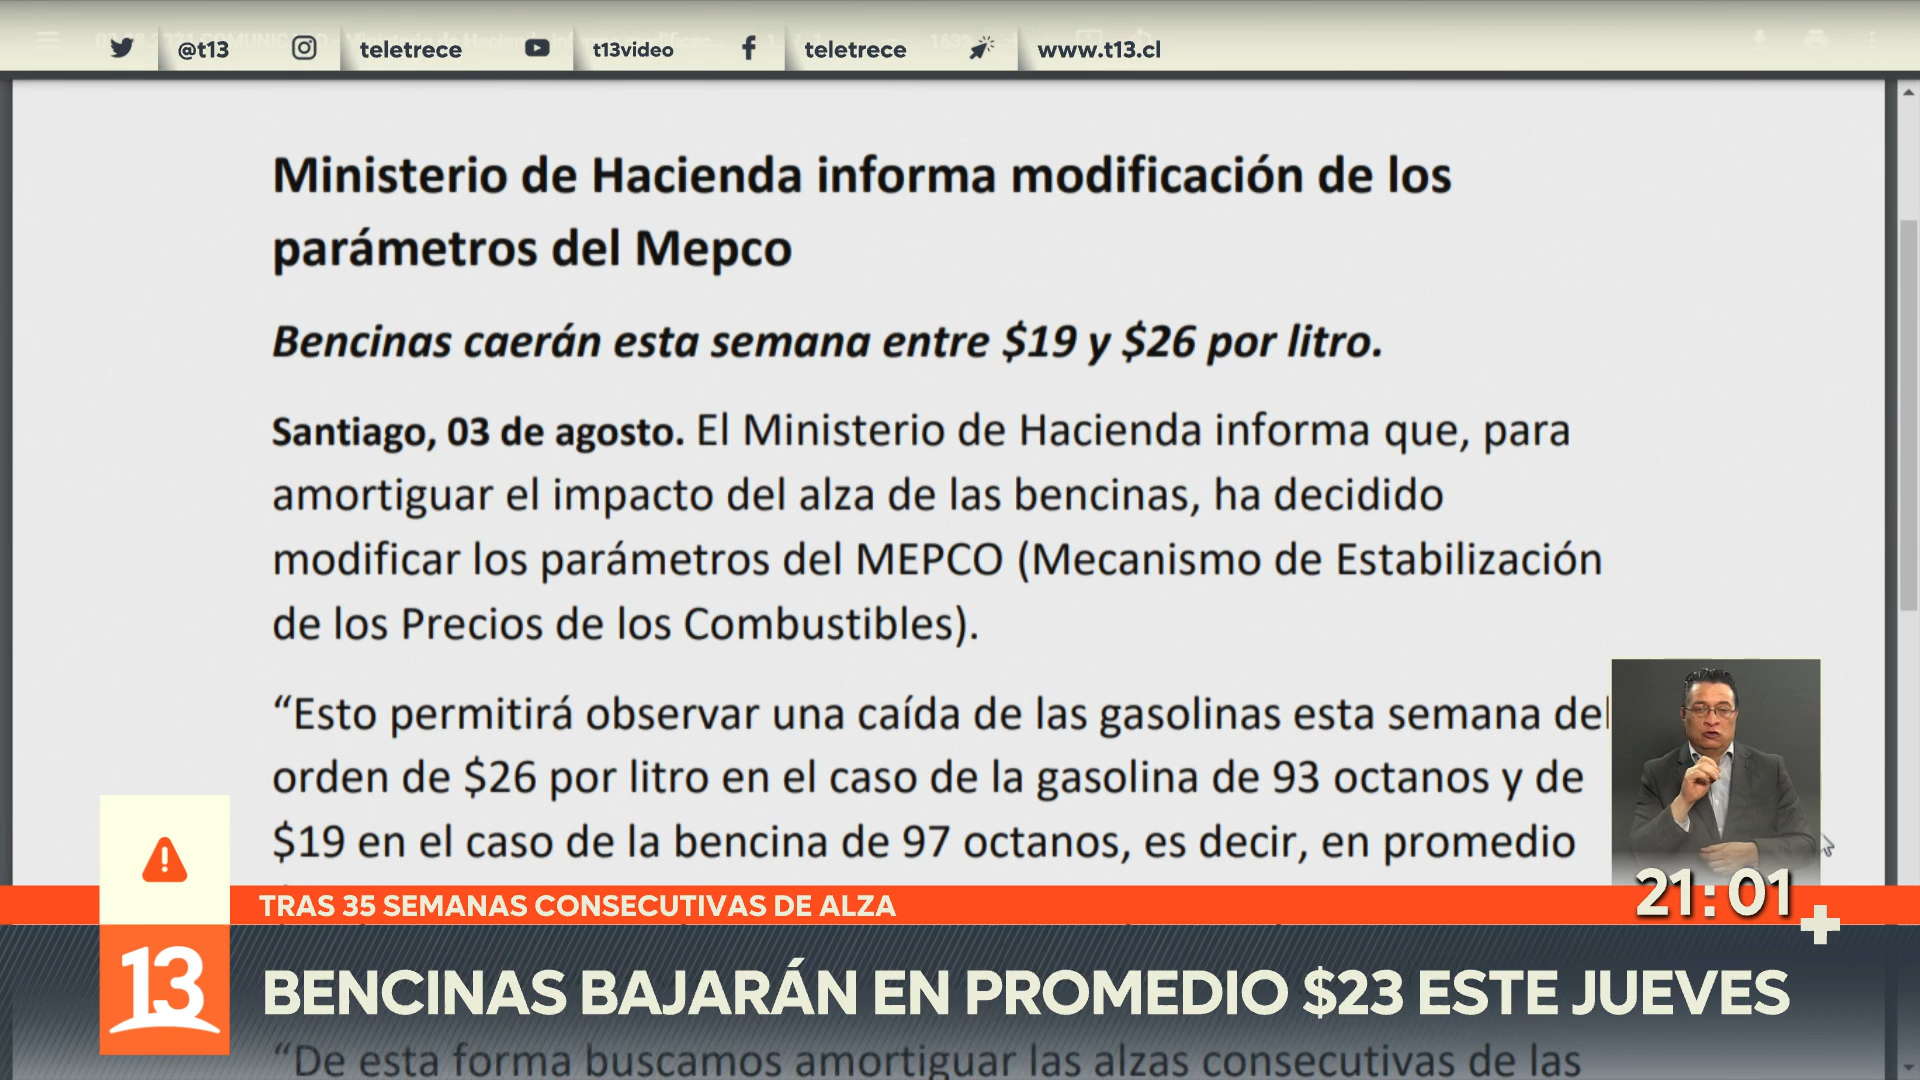 @t13
teletrece
t13video
teletrece
www.t13.cl
Ministerio de Hacienda informa modificación de los
parámetros del Mepco
Bencinas caerán esta semana entre $19 y $26 por litro.
Santiago, 03 de agosto. El Ministerio de Hacienda informa que, para
amortiguar el impacto del alza de las bencinas, ha decidido
modificar los parámetros del MEPCO (Mecanismo de Estabilización
de los Precios de los Combustibles).
“Esto permitirá observar una caída de las gasolinas esta semana del
orden de $26 por litro en el caso de la gasolina de 93 octanos y de
$19 en el caso de la bencina de 97 octanos, es decir, en promedio
21:01
TRAS 35 SEMANAS CONSECUTIVAS DE ALZA
13
BENCINAS BAJARÁN EN PROMEDIO $23 ESTE JUEVES
“De esta forma buscamos amortiguar las alzas consecutivas de las